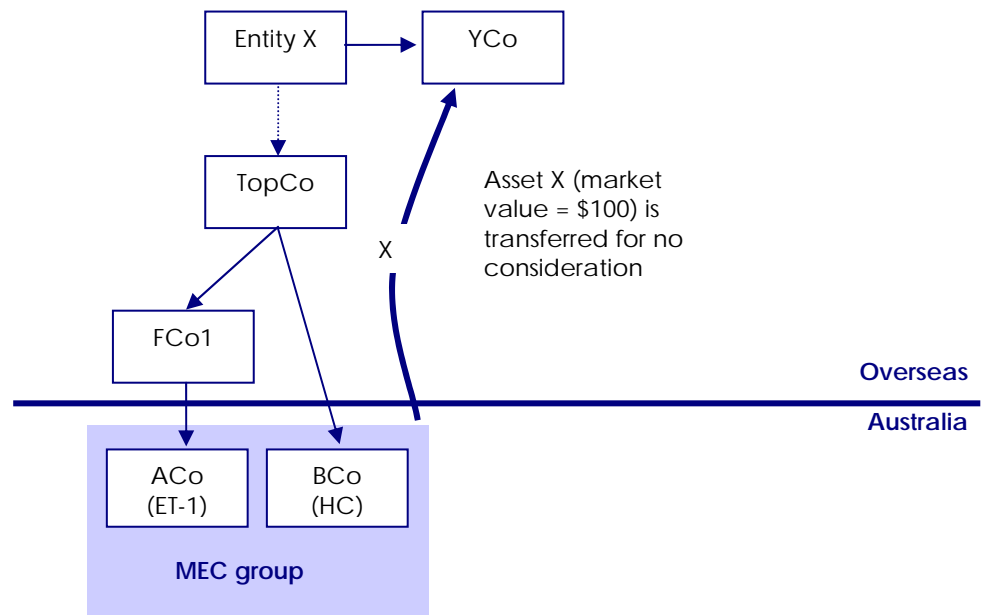 Entity X
YCo
TopCo
Asset X (market
value = $100) is
transferred for no
consideration
X
FCo1
Overseas
Australia
ACo
(ET-1)
BCo
(HC)
MEC group